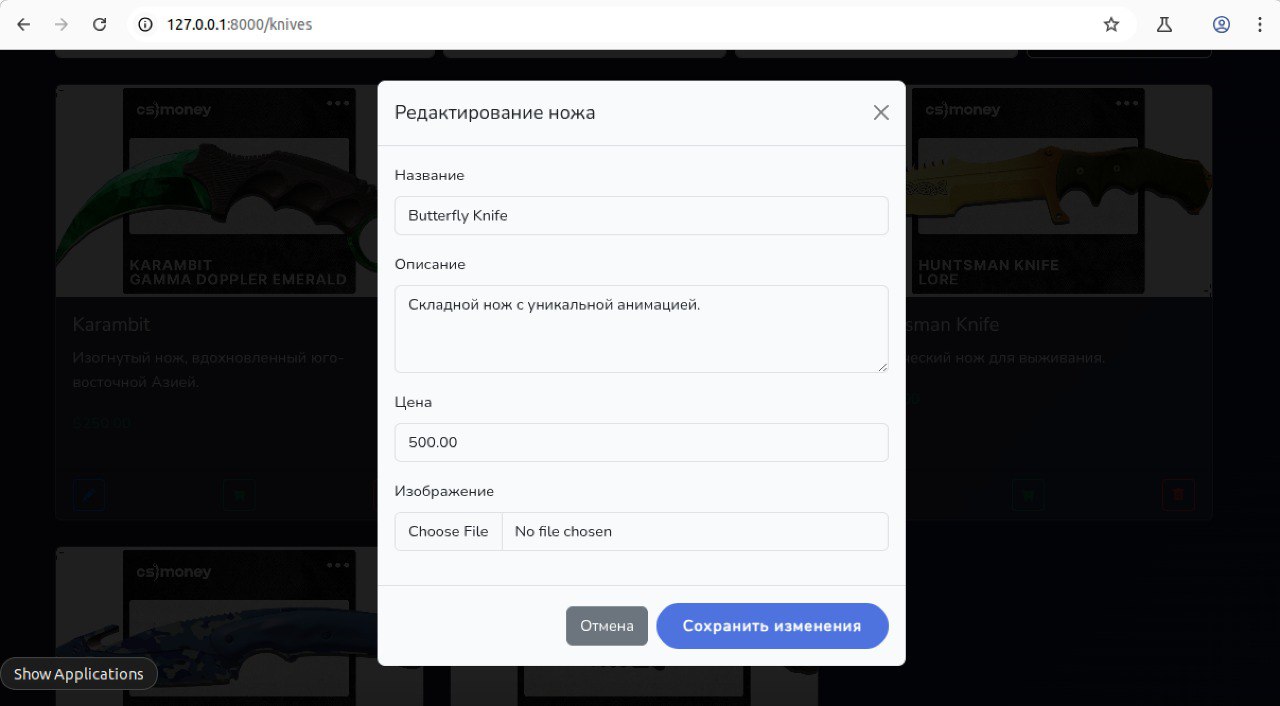 127.0.0.1:8000/knives
Редактирование ножа
Название
Butterfly Knife
Описание
Складной нож с уникальной анимацией.
Цена
500.00
Изображение
Choose File No file chosen
Отмена Сохранить изменения
cs)money
KARAMBIT
GAMMA DOPPLER EMERALD
Karambit
Изогнутый нож, вдохновленный юго-
восточной Азией.
$250.00
cs)money
HUNTSMAN KNIFE
LORE
sman Knife
ческий нож для выживания.
cs)money
Show Applications